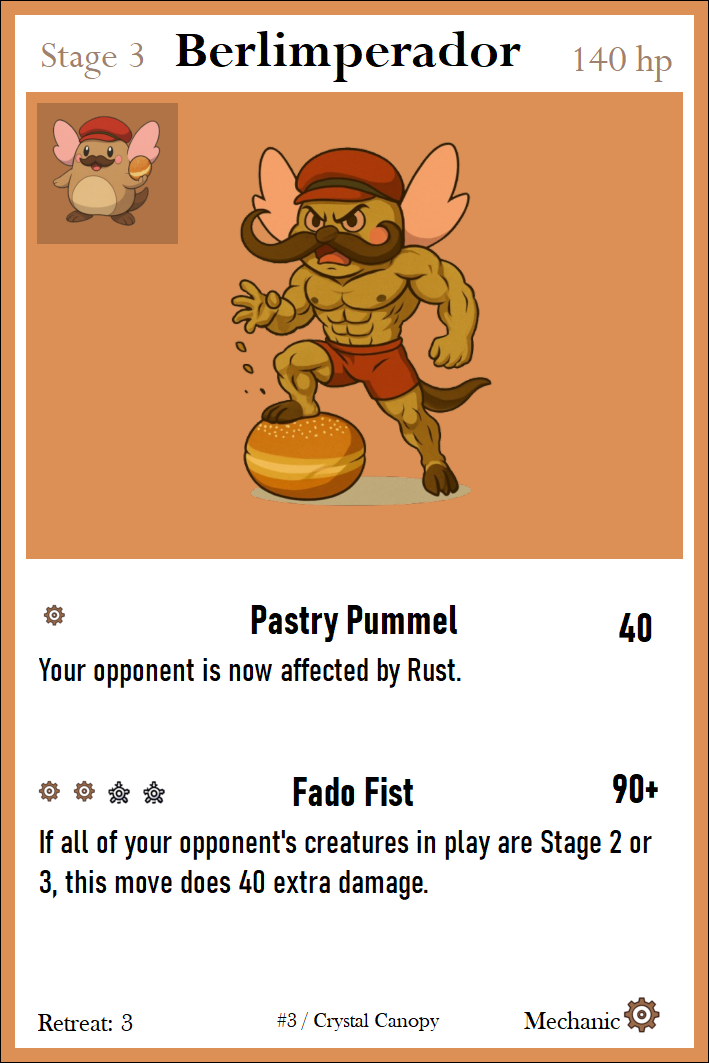 Stage 3 Berlimperador 140 hp
Pastry Pummel 40
Your opponent is now affected by Rust.
Fado Fist 90+
If all of your opponent's creatures in play are Stage 2 or
3, this move does 40 extra damage.
Retreat: 3 #3 / Crystal Canopy Mechanic